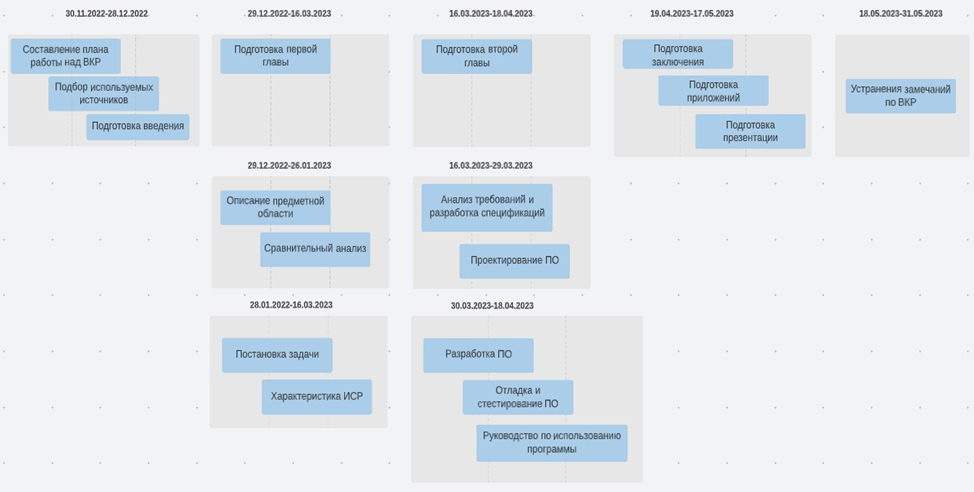 30.11.2022-28.12.2022
29.12.2022-16.03.2023
16.03.2023-18.04.2023
19.04.2023-17.05.2023
18.05.2023-31.05.2023
Составление плана
работы над ВКР
Подбор используемых
источников
Подготовка введения
Подготовка первой
главы
Подготовка второй
главы
Подготовка
заключения
Подготовка
приложений
Подготовка
презентации
Устранения замечаний
по ВКР
29.12.2022-26.01.2023
16.03.2023-29.03.2023
Описание предметной
области
Сравнительный анализ
Анализ требований и
разработка спецификаций
Проектирование ПО
28.01.2022-16.03.2023
30.03.2023-18.04.2023
Постановка задачи
Характеристика ИСР
Разработка ПО
Отладка и
стестирование ПО
Руководство по использованию
программы